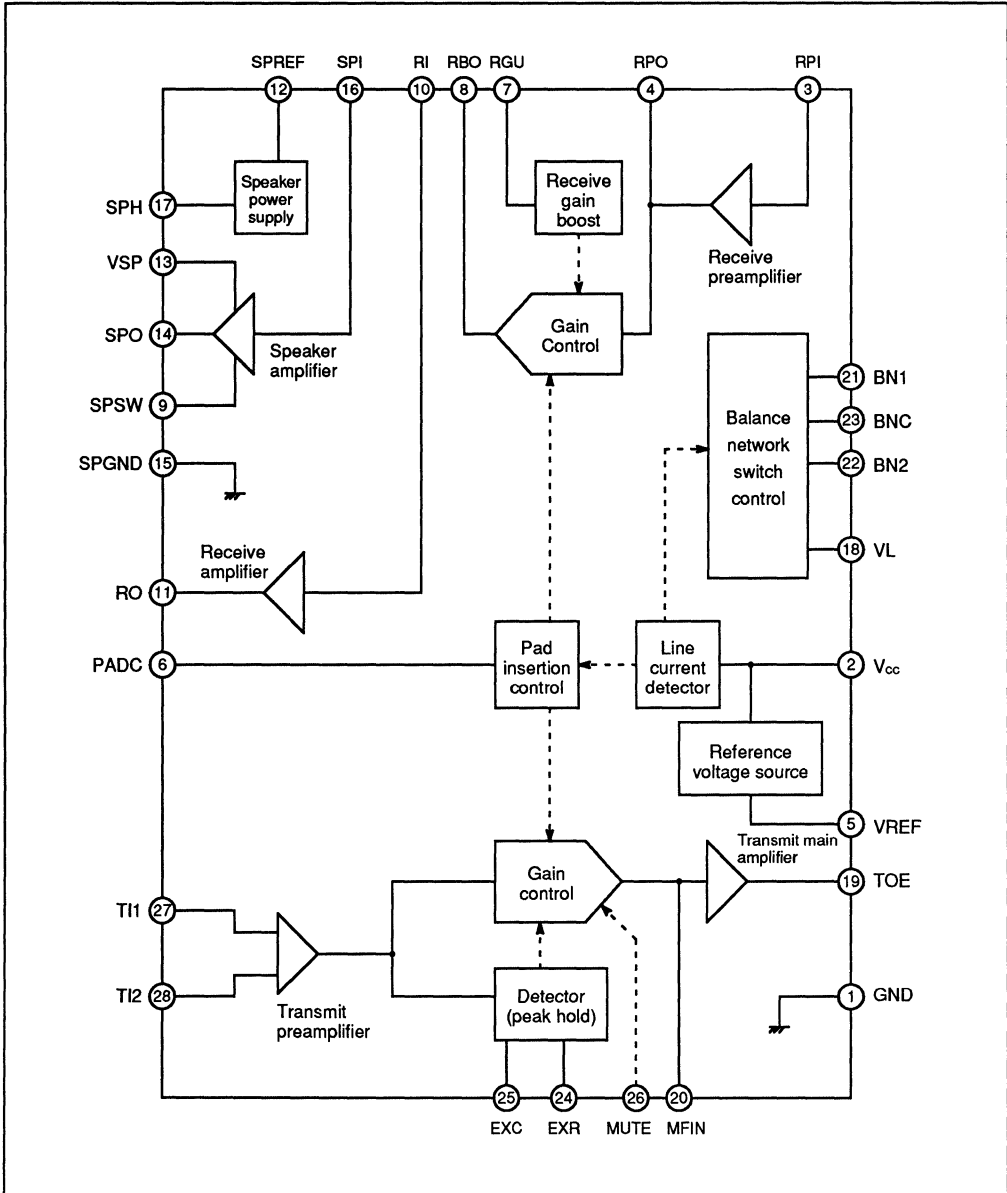 SPREF SPI RI RBO RGU RPO RPI
12 16 10 8 7 4 3
Speaker
power
supply
Receive
gain
boost
SPH 17
Receive
preamplifier
VSP 13
Gain
Control
SPO 14
Speaker
amplifier
SPSW 9
SPGND 15
Balance
network
switch
control
21 BN1
23 BNC
22 BN2
18 VL
Receive
amplifier
RO 11
PADC 6
Pad
insertion
control
Line
current
detector
2 Vcc
Reference
voltage source
5 VREF
Transmit main
amplifier
Gain
control
19 TOE
TI1 27
TI2 28
Transmit
preamplifier
Detector
(peak hold)
1 GND
25 24 26 20
EXC EXR MUTE MFIN